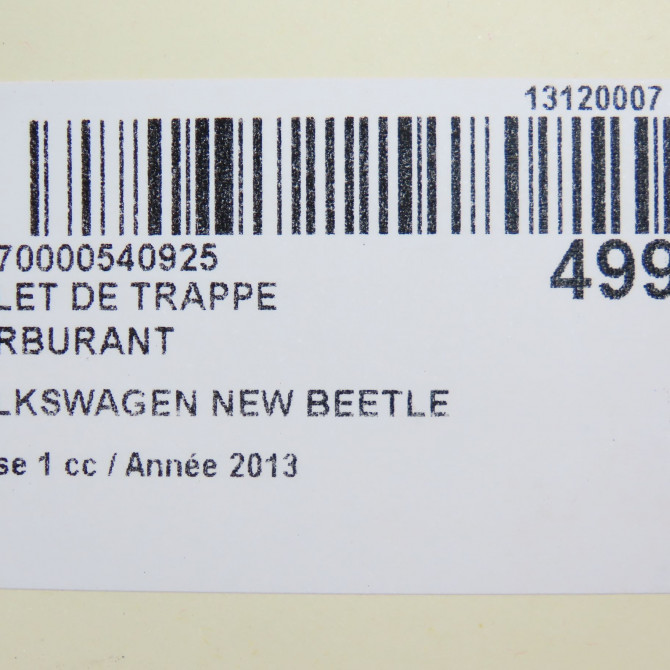 13120007
70000540925
499
LET DE TRAPPE
RBURANT
LKSWAGEN NEW BEETLE
se 1 cc / Année 2013